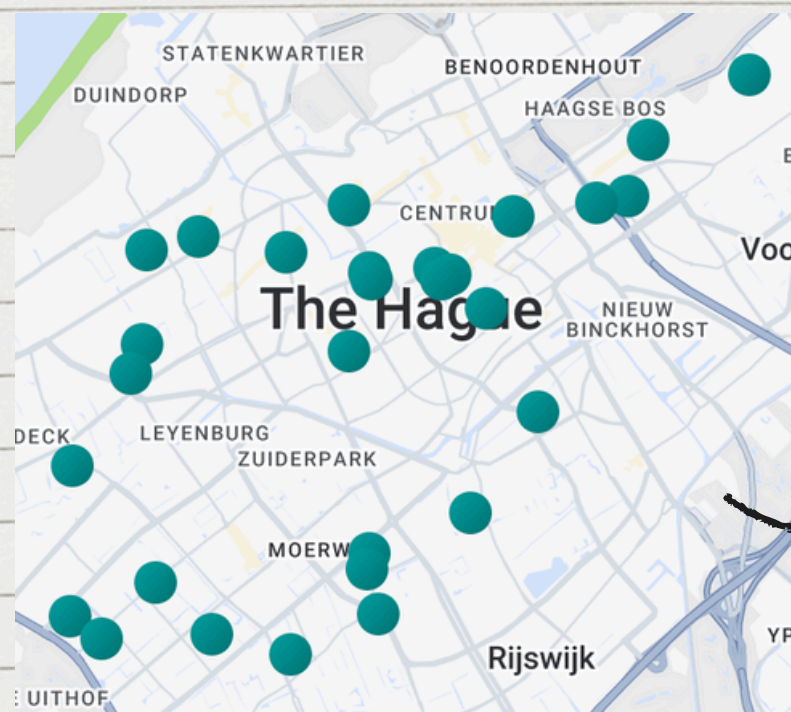 STATENKWARTIER
BENOORDENHOUT
DUINDORP
HAAGSE BOS
CENTRU
Voo
The Hague
NIEUW
BINCKHORST
DECK
LEYENBURG
ZUIDERPARK
MOERW
Rijswijk
YP
E UITHOF